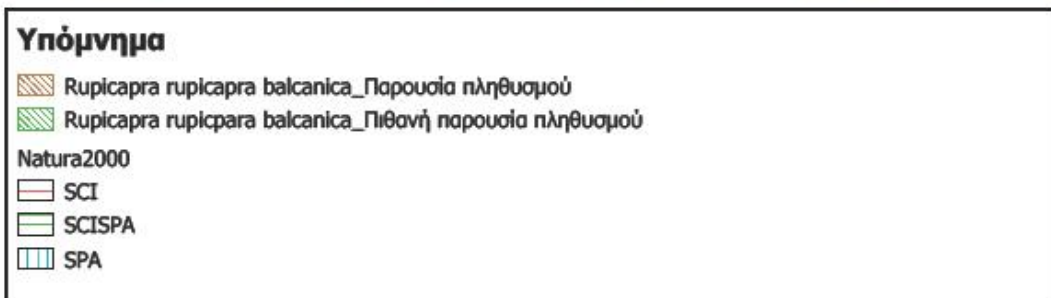 Υπόμνημα
Rupicapra rupicapra balcanica_Παρουσία πληθυσμού
Rupicapra rupicpara balcanica_Πιθανή παρουσία πληθυσμού
Natura2000
SCI
SCISPA
SPA